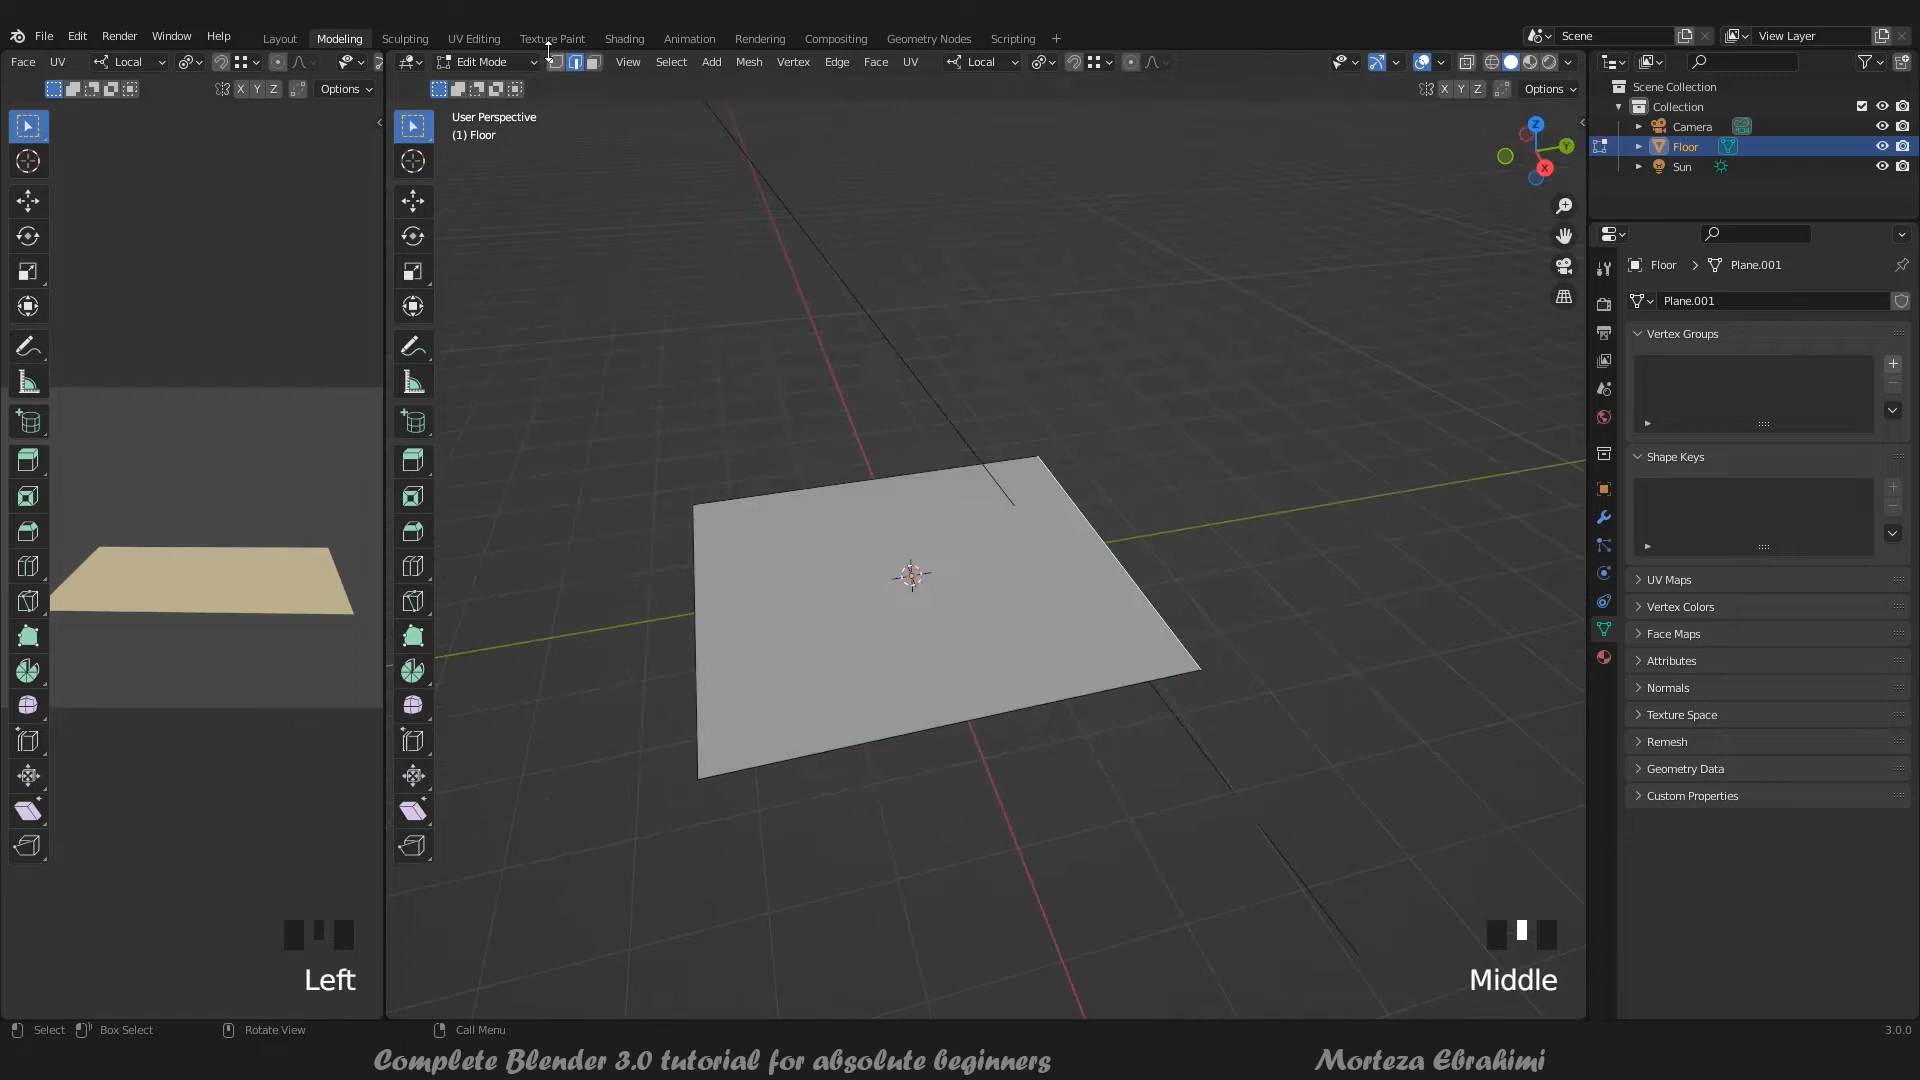 File Edit Render Window Help Layout Modeling Sculpting UV Editing Texture Paint Shading Animation Rendering Compositing Geometry Nodes Scripting Scene View Layer
Face UV Local Edit Mode View Select Add Mesh Vertex Edge Face UV Local
X Y Z Options X Y Z Options
Scene Collection
Collection
Camera
Floor
Sun
User Perspective
(1) Floor
Z
Y
X
Floor Plane.001
Plane.001
Vertex Groups
Shape Keys
UV Maps
Vertex Colors
Face Maps
Attributes
Normals
Texture Space
Remesh
Geometry Data
Custom Properties
Left
Middle
Select Box Select Rotate View Call Menu 3.0.0
Complete Blender 3.0 tutorial for absolute beginners Morteza Ebrahimi